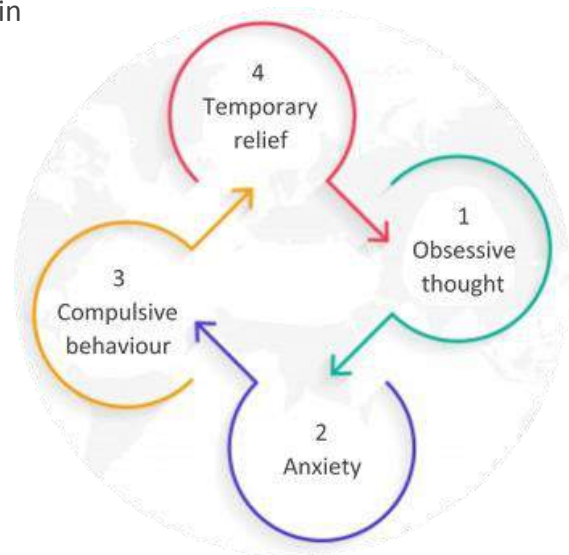 in
4
Temporary
relief
1
Obsessive
thought
3
Compulsive
behaviour
2
Anxiety